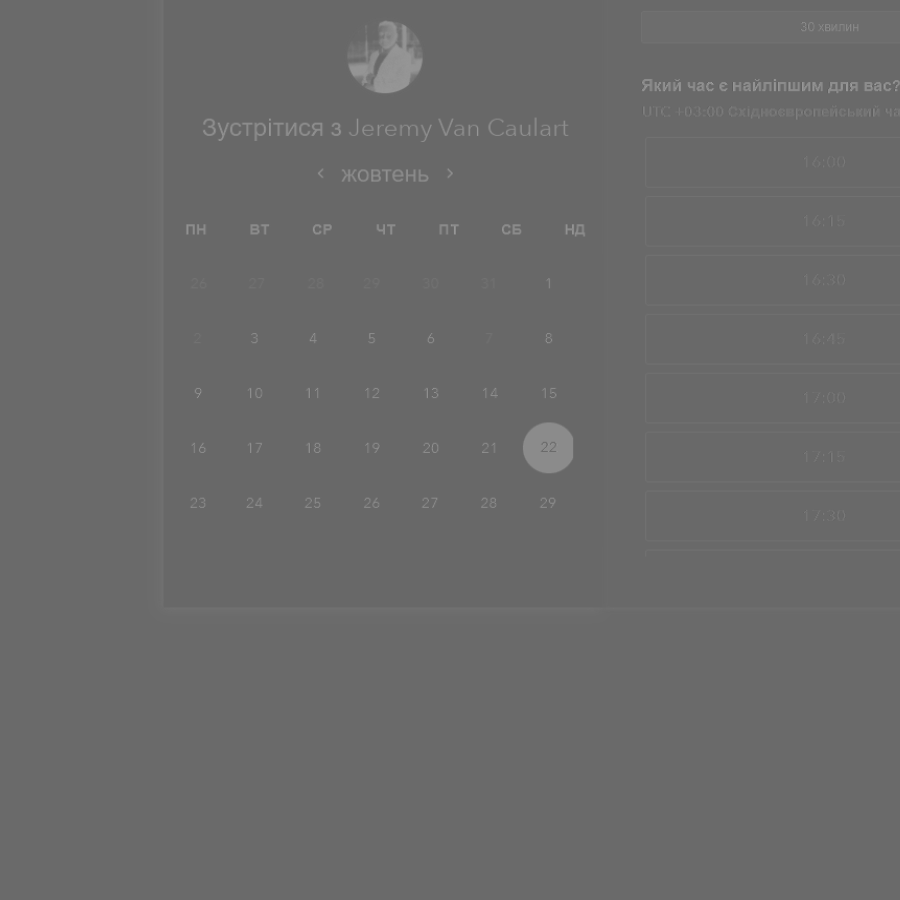 Зустрітися з Jeremy Van Caulart
жовтень
ПН ВТ СР ЧТ ПТ СБ НД
26 27 28 29 30 31 1
2 3 4 5 6 7 8
9 10 11 12 13 14 15
16 17 18 19 20 21 22
23 24 25 26 27 28 29
30 хвилин
Який час є найліпшим для вас?
UTC +03:00 Східноєвропейський ча
16:00
16:15
16:30
16:45
17:00
17:15
17:30